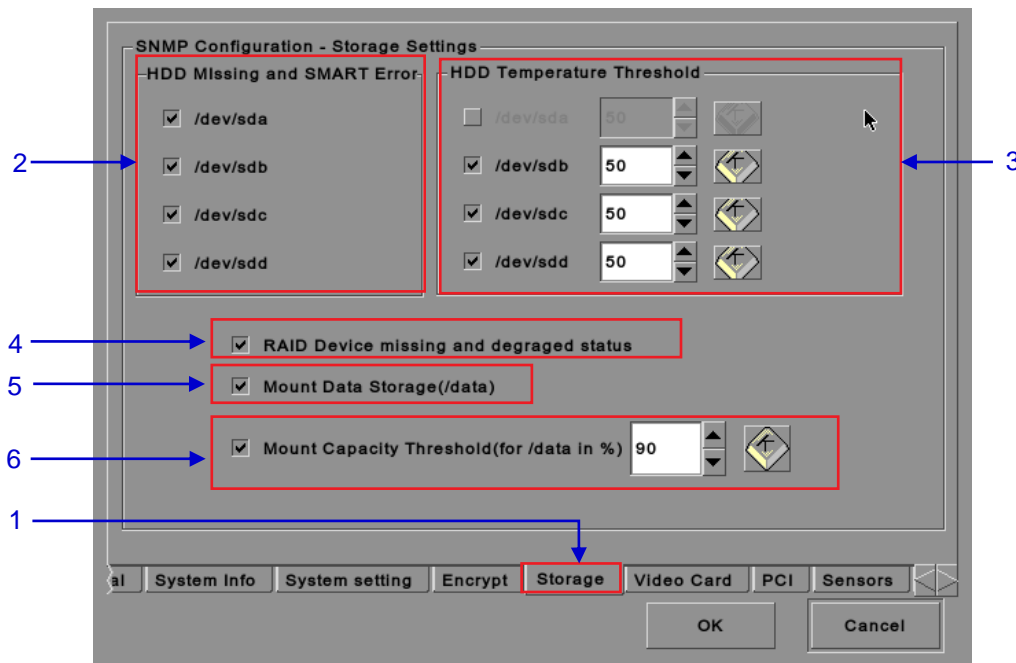 SNMP Configuration - Storage Settings
HDD MIssing and SMART Error
HDD Temperature Threshold
/dev/sda
/dev/sda 50
2
/dev/sdb
/dev/sdb 50
3
/dev/sdc
/dev/sdc 50
/dev/sdd
/dev/sdd 50
4
RAID Device missing and degraged status
5
Mount Data Storage(/data)
6
Mount Capacity Threshold(for /data in %) 90
1
al System Info System setting Encrypt Storage Video Card PCI Sensors
OK Cancel